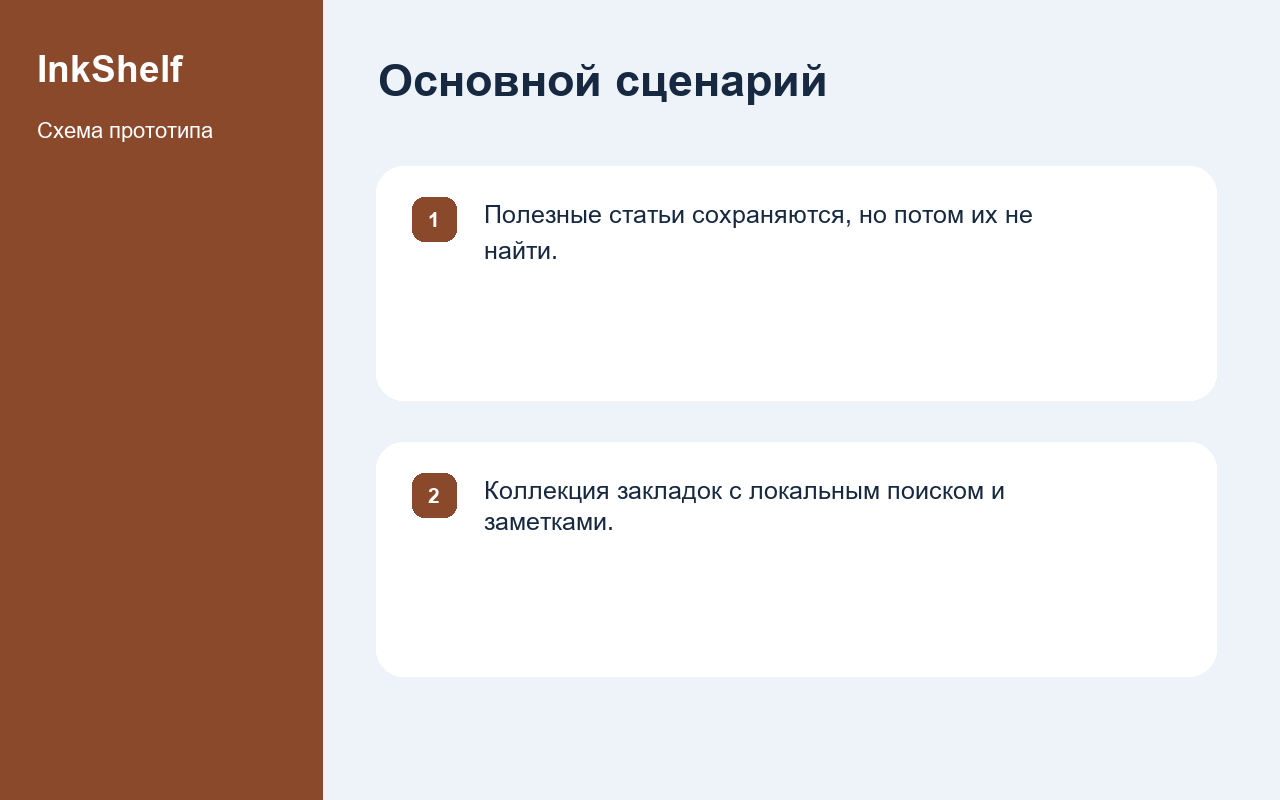 InkShelf
Схема прототипа
Основной сценарий
1
Полезные статьи сохраняются, но потом их не
найти.
2
Коллекция закладок с локальным поиском и
заметками.